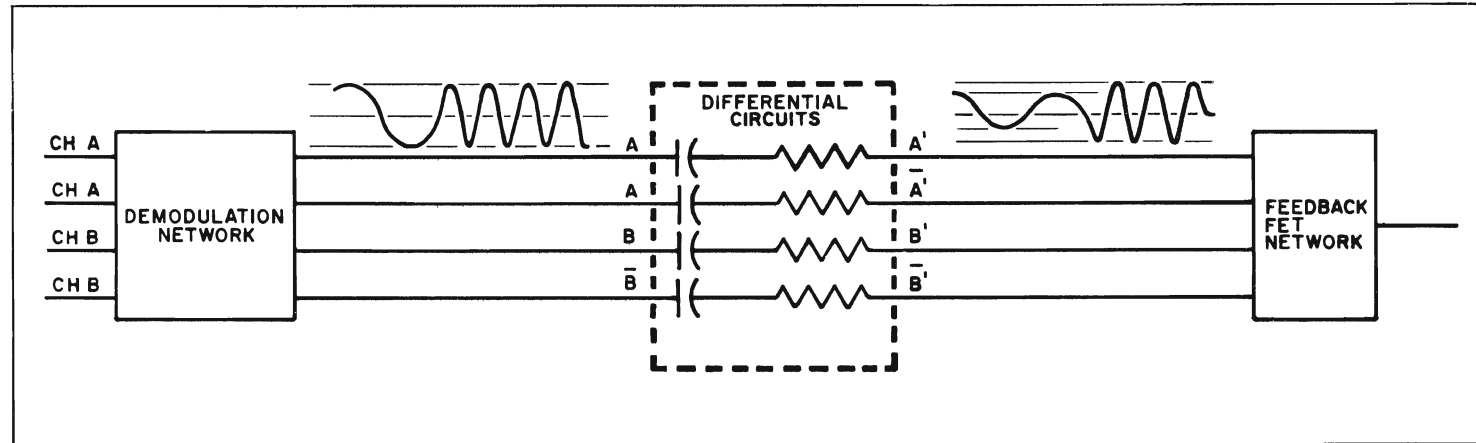 DIFFERENTIAL
CIRCUITS
CH A
A
A'
CH A
A
A̅'
DEMODULATION
NETWORK
FEEDBACK
FET
NETWORK
CH B
B
B'
CH B
B̅
B̅'